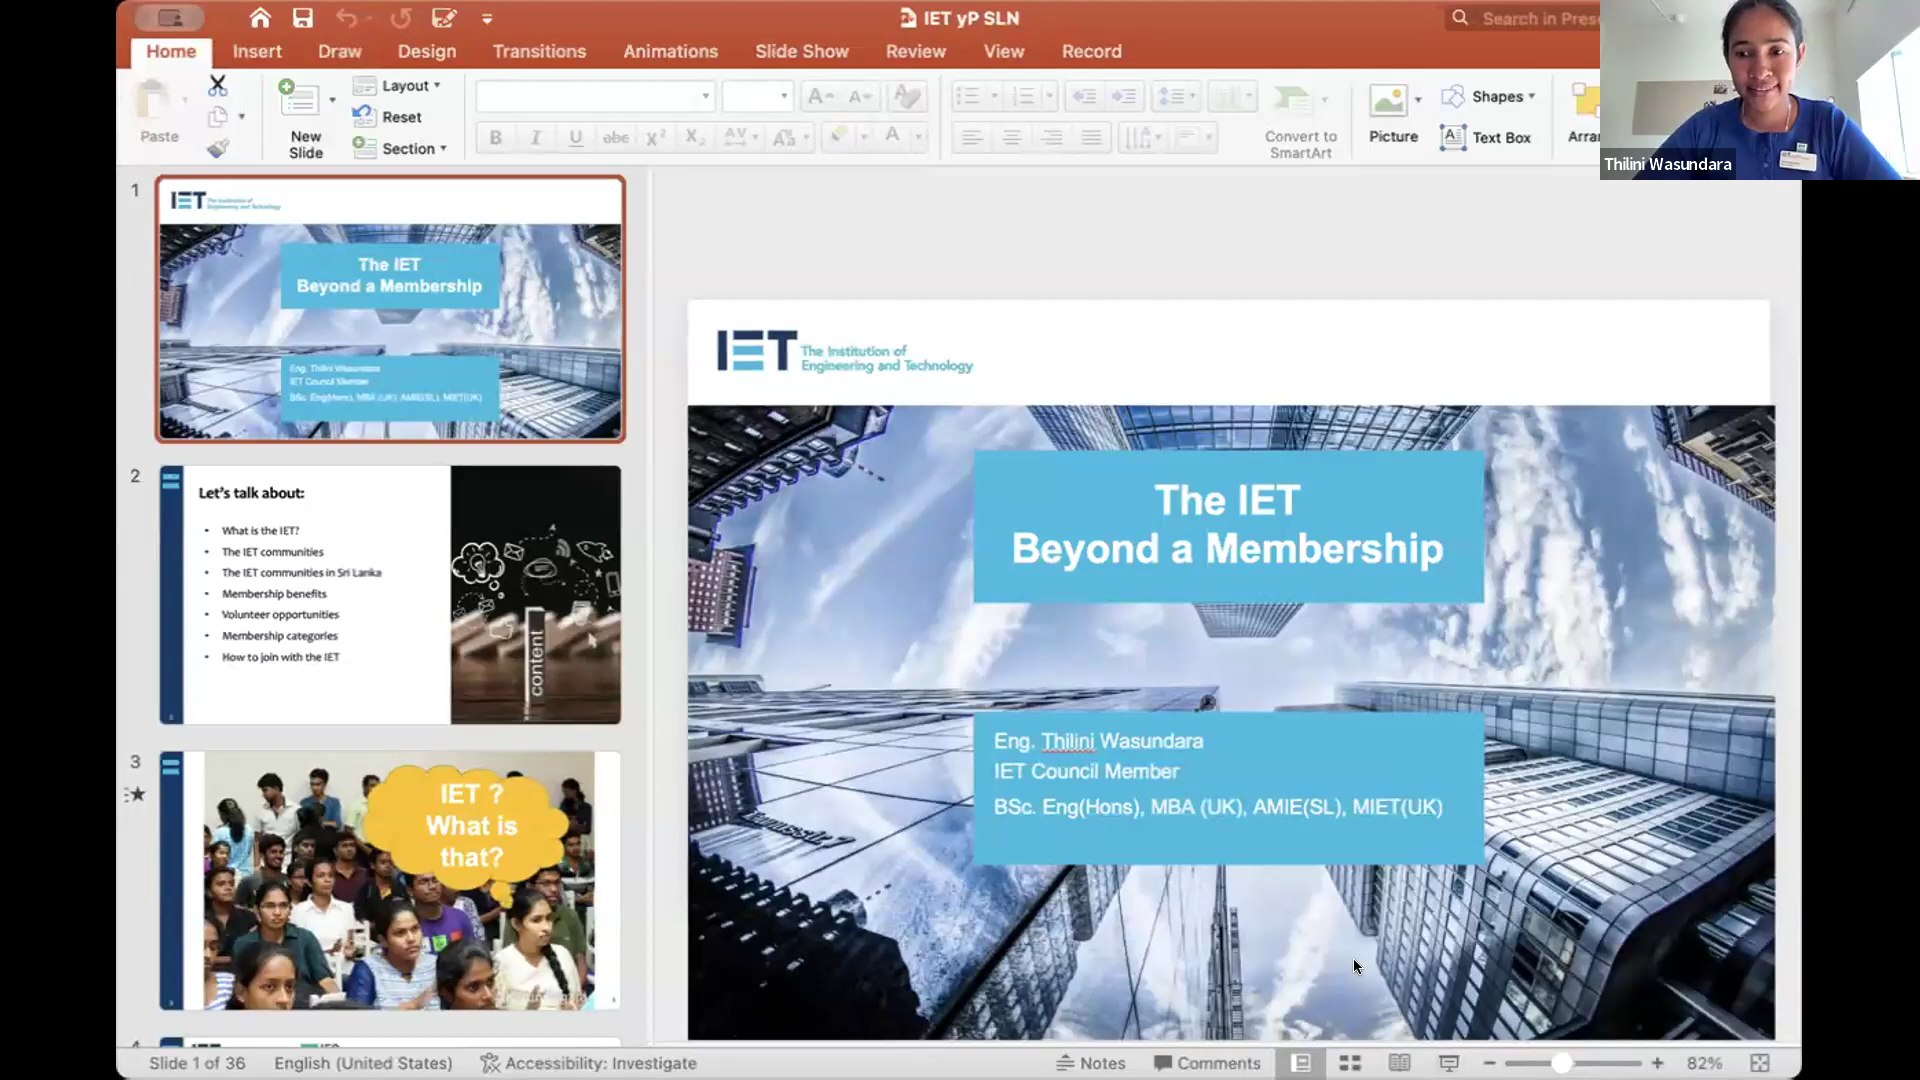 IET yP SLN
Search in Prese
Home Insert Draw Design Transitions Animations Slide Show Review View Record
Paste
New
Slide
Layout
Reset
Section
Convert to
SmartArt
Picture
Shapes
Text Box
Arra
Thilini Wasundara
1
IET The Institution of
Engineering and Technology
The IET
Beyond a Membership
Eng. Thilini Wasundara
IET Council Member
BSc. Eng(Hons), MBA (UK), AMIE(SL), MIET(UK)
2
Let's talk about:
• What is the IET?
• The IET communities
• The IET communities in Sri Lanka
• Membership benefits
• Volunteer opportunities
• Membership categories
• How to join with the IET
content
3
IET ?
What is
that?
IET The Institution of
Engineering and Technology
The IET
Beyond a Membership
Eng. Thilini Wasundara
IET Council Member
BSc. Eng(Hons), MBA (UK), AMIE(SL), MIET(UK)
Slide 1 of 36 English (United States) Accessibility: Investigate Notes Comments 82%